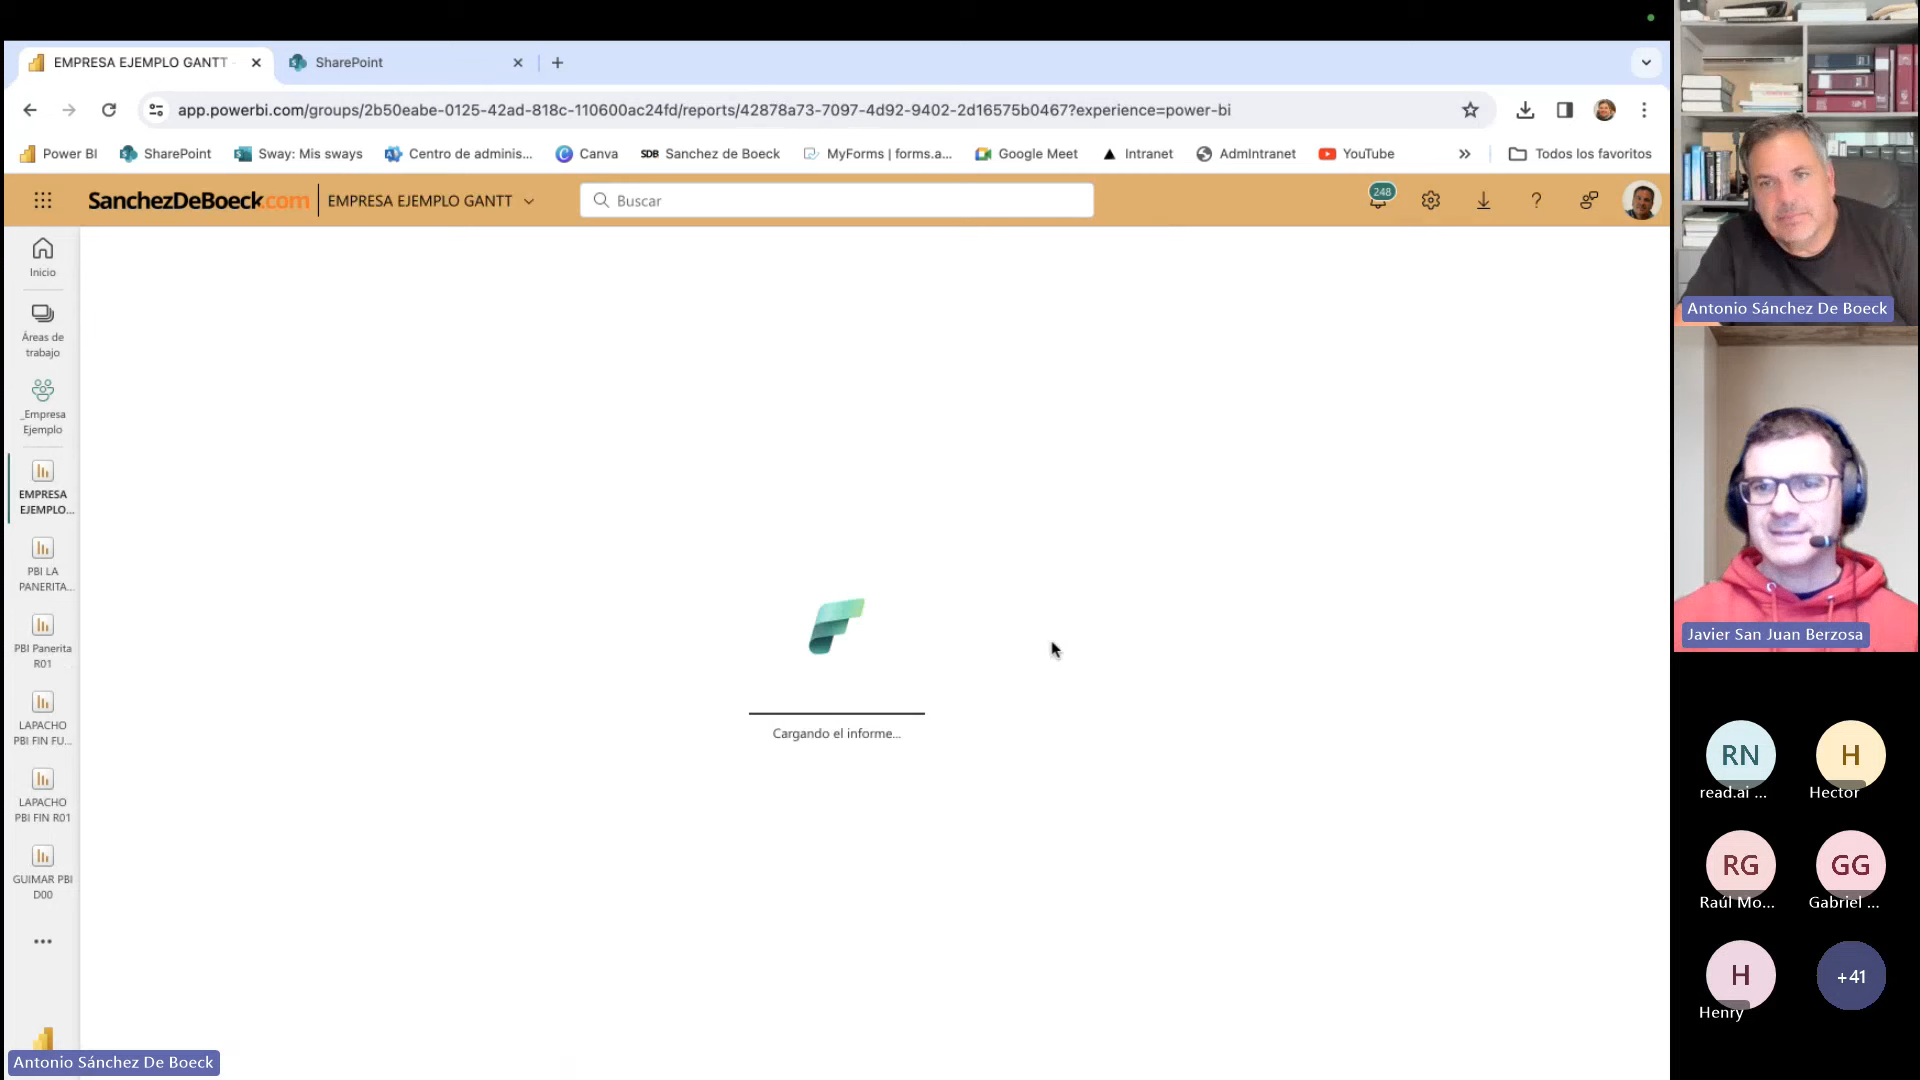 EMPRESA EJEMPLO GANTT
SharePoint
app.powerbi.com/groups/2b50eabe-0125-42ad-818c-110600ac24fd/reports/42878a73-7097-4d92-9402-2d16575b0467?experience=power-bi
Power BI
SharePoint
Sway: Mis sways
Centro de adminis...
Canva
SDB Sanchez de Boeck
MyForms | forms.a...
Google Meet
Intranet
AdmIntranet
YouTube
Todos los favoritos
SanchezDeBoeck.com
EMPRESA EJEMPLO GANTT
Buscar
248
Inicio
Áreas de
trabajo
_Empresa
Ejemplo
EMPRESA
EJEMPLO...
PBI LA
PANERITA...
PBI Panerita
R01
LAPACHO
PBI FIN FU...
LAPACHO
PBI FIN R01
GUIMAR PBI
D00
Cargando el informe...
Antonio Sánchez De Boeck
Antonio Sánchez De Boeck
Javier San Juan Berzosa
RN
read.ai ...
H
Hector
RG
Raúl Mo...
GG
Gabriel ...
H
Henry
+41